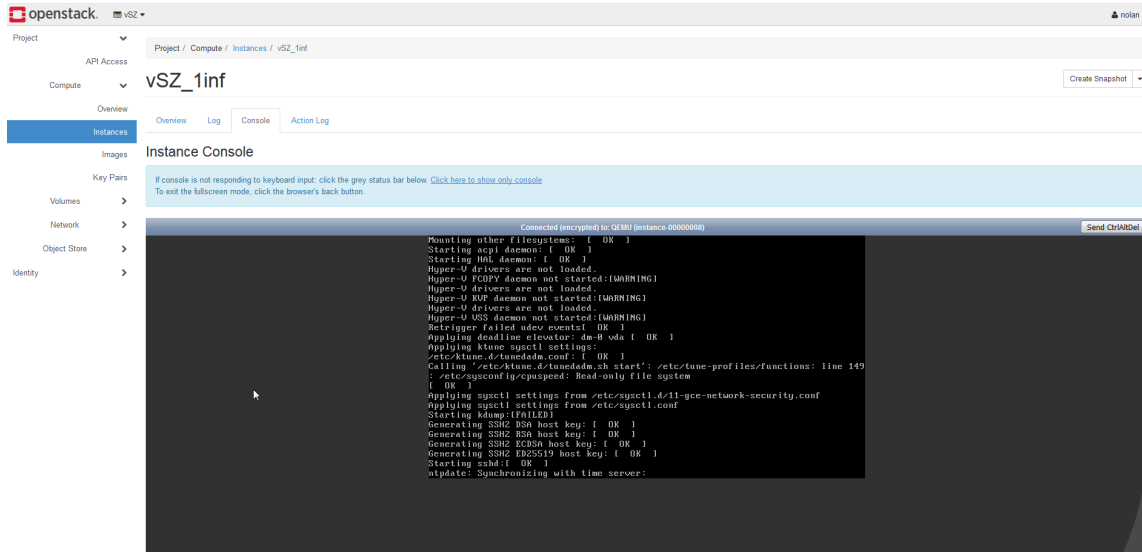 openstack. vSZ nolan
Project
API Access
Compute
Overview
Instances
Images
Key Pairs
Volumes
Network
Object Store
Identity
Project / Compute / Instances / vSZ_1inf
vSZ_1inf
Create Snapshot
Overview Log Console Action Log
Instance Console
If console is not responding to keyboard input: click the grey status bar below. Click here to show only console
To exit the fullscreen mode, click the browser's back button.
Connected (encrypted) to: QEMU (instance-00000008)
Send CtrlAltDel
Mounting other filesystems: [ OK ]
Starting acpi daemon: [ OK ]
Starting HAL daemon: [ OK ]
Hyper-V drivers are not loaded.
Hyper-V FCOPY daemon not started:[WARNING]
Hyper-V drivers are not loaded.
Hyper-V KVP daemon not started:[WARNING]
Hyper-V drivers are not loaded.
Hyper-V VSS daemon not started:[WARNING]
Retrigger failed udev events[ OK ]
Applying deadline elevator: dm-0 vda [ OK ]
Applying ktune sysctl settings:
/etc/ktune.d/tunedadm.conf: [ OK ]
Calling '/etc/ktune.d/tunedadm.sh start': /etc/tune-profiles/functions: line 149
: /etc/sysconfig/cpuspeed: Read-only file system
[ OK ]
Applying sysctl settings from /etc/sysctl.d/11-gce-network-security.conf
Applying sysctl settings from /etc/sysctl.conf
Starting kdump:[FAILED]
Generating SSH2 DSA host key: [ OK ]
Generating SSH2 RSA host key: [ OK ]
Generating SSH2 ECDSA host key: [ OK ]
Generating SSH2 ED25519 host key: [ OK ]
Starting sshd:[ OK ]
ntpdate: Synchronizing with time server: